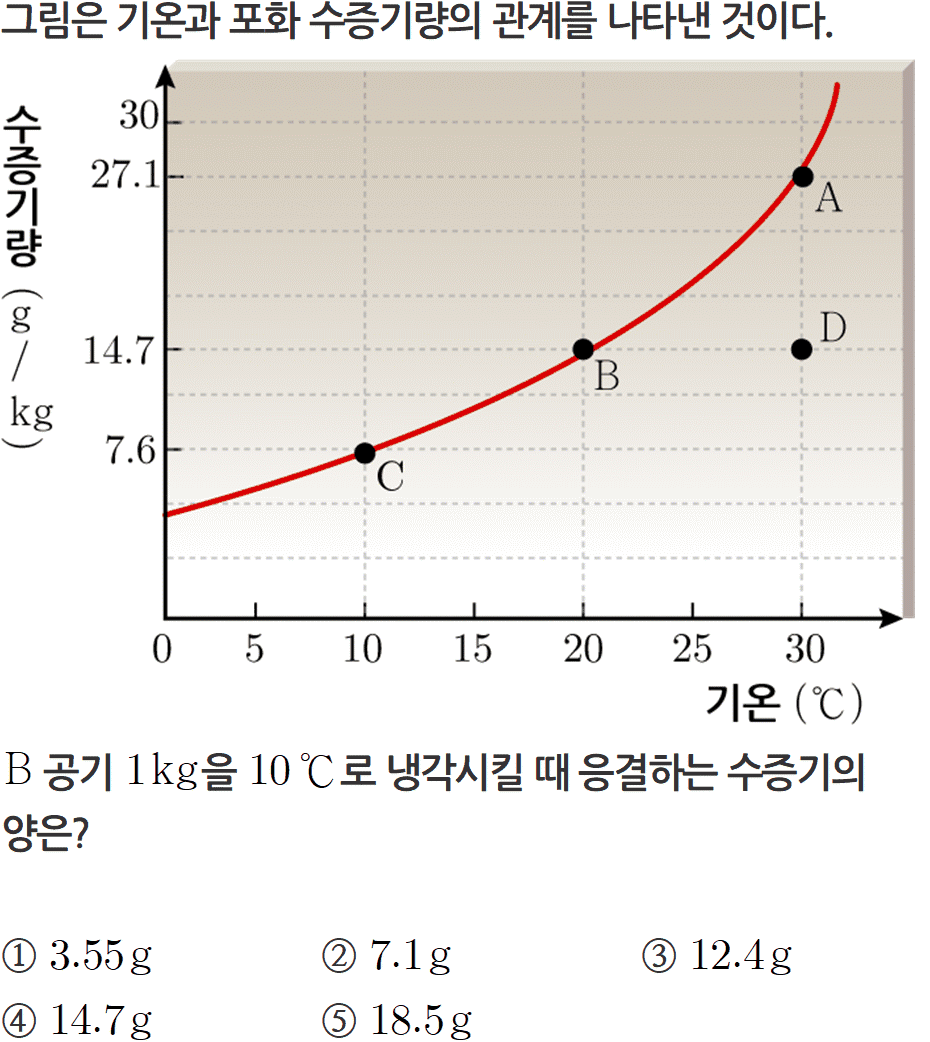 그림은 기온과 포화 수증기량의 관계를 나타낸 것이다.
수증기량 (g/kg)
30
27.1
14.7
7.6
A
D
B
C
0 5 10 15 20 25 30
기온 (℃)
B 공기 1kg을 10 ℃로 냉각시킬 때 응결하는 수증기의
양은?
① 3.55g ② 7.1g ③ 12.4g
④ 14.7g ⑤ 18.5g